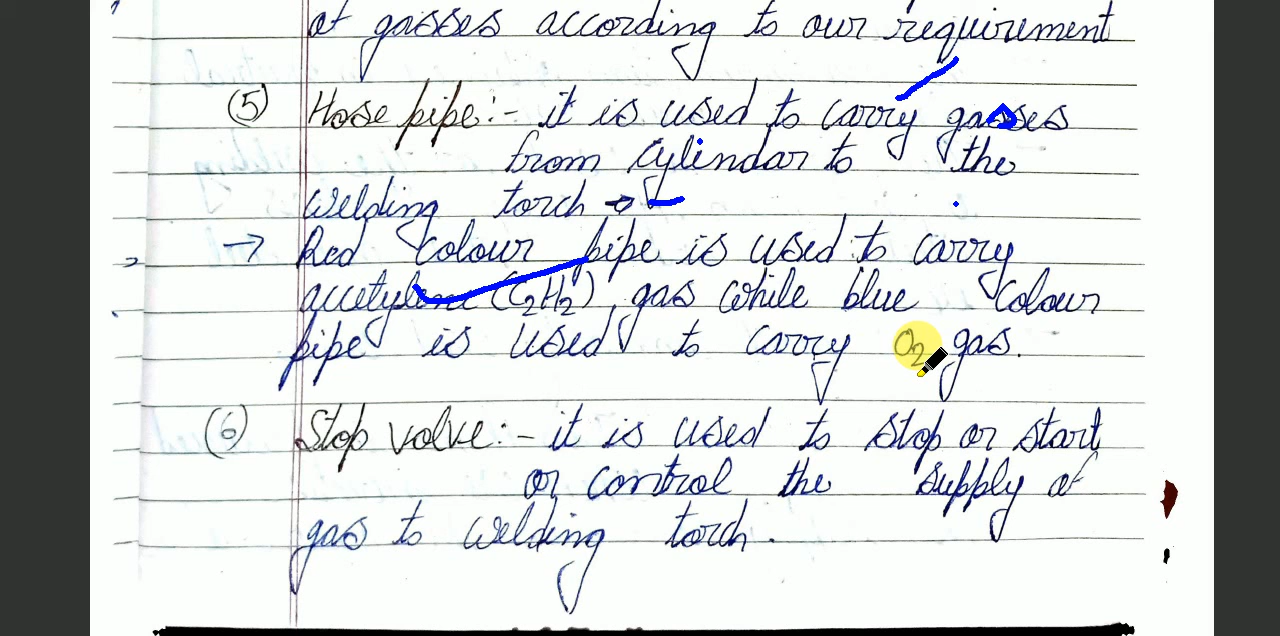 of gasses according to our requirement
(5) Hose pipe:- it is used to carry gasses
from cylindar to the
welding torch →
→ Red colour pipe is used to carry
accetylene (C₂H₂) gas while blue colour
pipe is used to carry O₂ gas.
(6) Stop valve:- it is used to stop or start
or control the supply of
gas to welding torch.